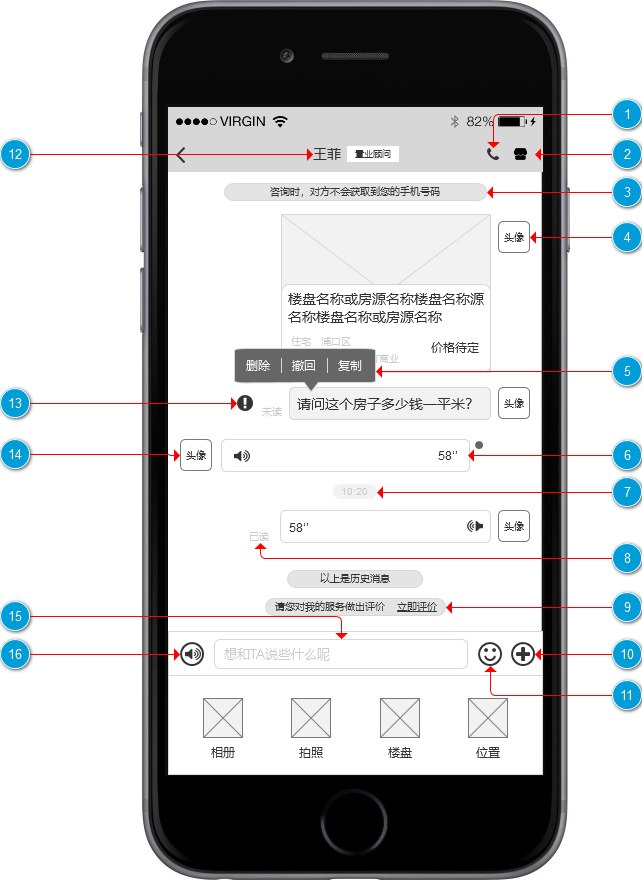 VIRGIN 82%
1
12 王菲 置业顾问 2
咨询时，对方不会获取到您的手机号码 3
头像 4
楼盘名称或房源名称楼盘名称源
名称楼盘名称或房源名称
住宅 浦口区
价格待定
商业
删除 撤回 复制 5
13 未读 请问这个房子多少钱一平米? 头像
14 头像 58'' 6
10:20 7
58'' 头像
已读
8
以上是历史消息
请您对我的服务做出评价 立即评价 9
15
16 想和TA说些什么呢 10
11
相册 拍照 楼盘 位置